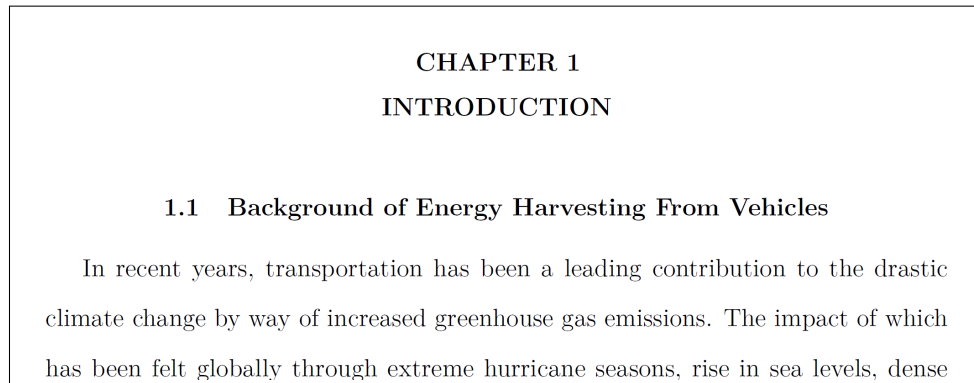 CHAPTER 1
INTRODUCTION
1.1 Background of Energy Harvesting From Vehicles
In recent years, transportation has been a leading contribution to the drastic
climate change by way of increased greenhouse gas emissions. The impact of which
has been felt globally through extreme hurricane seasons, rise in sea levels, dense